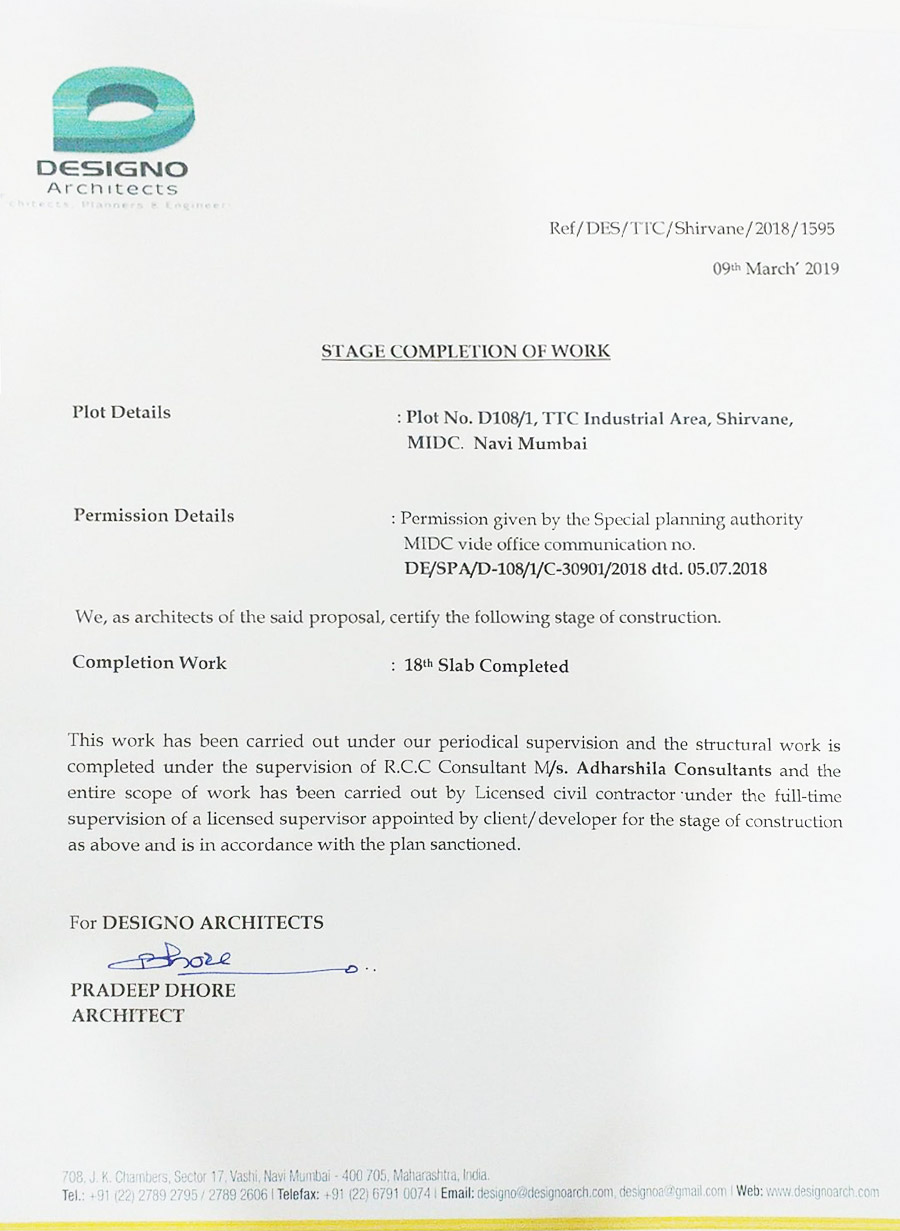 DESIGNO
Architects
chitects, Planners & Engineer
Ref/DES/TTC/Shirvane/2018/1595
09th March' 2019
STAGE COMPLETION OF WORK
Plot Details : Plot No. D108/1, TTC Industrial Area, Shirvane,
MIDC. Navi Mumbai
Permission Details : Permission given by the Special planning authority
MIDC vide office communication no.
DE/SPA/D-108/1/C-30901/2018 dtd. 05.07.2018
We, as architects of the said proposal, certify the following stage of construction.
Completion Work : 18th Slab Completed
This work has been carried out under our periodical supervision and the structural work is
completed under the supervision of R.C.C Consultant M/s. Adharshila Consultants and the
entire scope of work has been carried out by Licensed civil contractor under the full-time
supervision of a licensed supervisor appointed by client/developer for the stage of construction
as above and is in accordance with the plan sanctioned.
For DESIGNO ARCHITECTS
Dhore
PRADEEP DHORE
ARCHITECT
708, J. K. Chambers, Sector 17, Vashi, Navi Mumbai - 400 705, Maharashtra, India.
Tel.: +91 (22) 2789 2795 / 2789 2606 | Telefax: +91 (22) 6791 0074 | Email: designo@designoarch.com, designoa@gmail.com | Web: www.designoarch.com